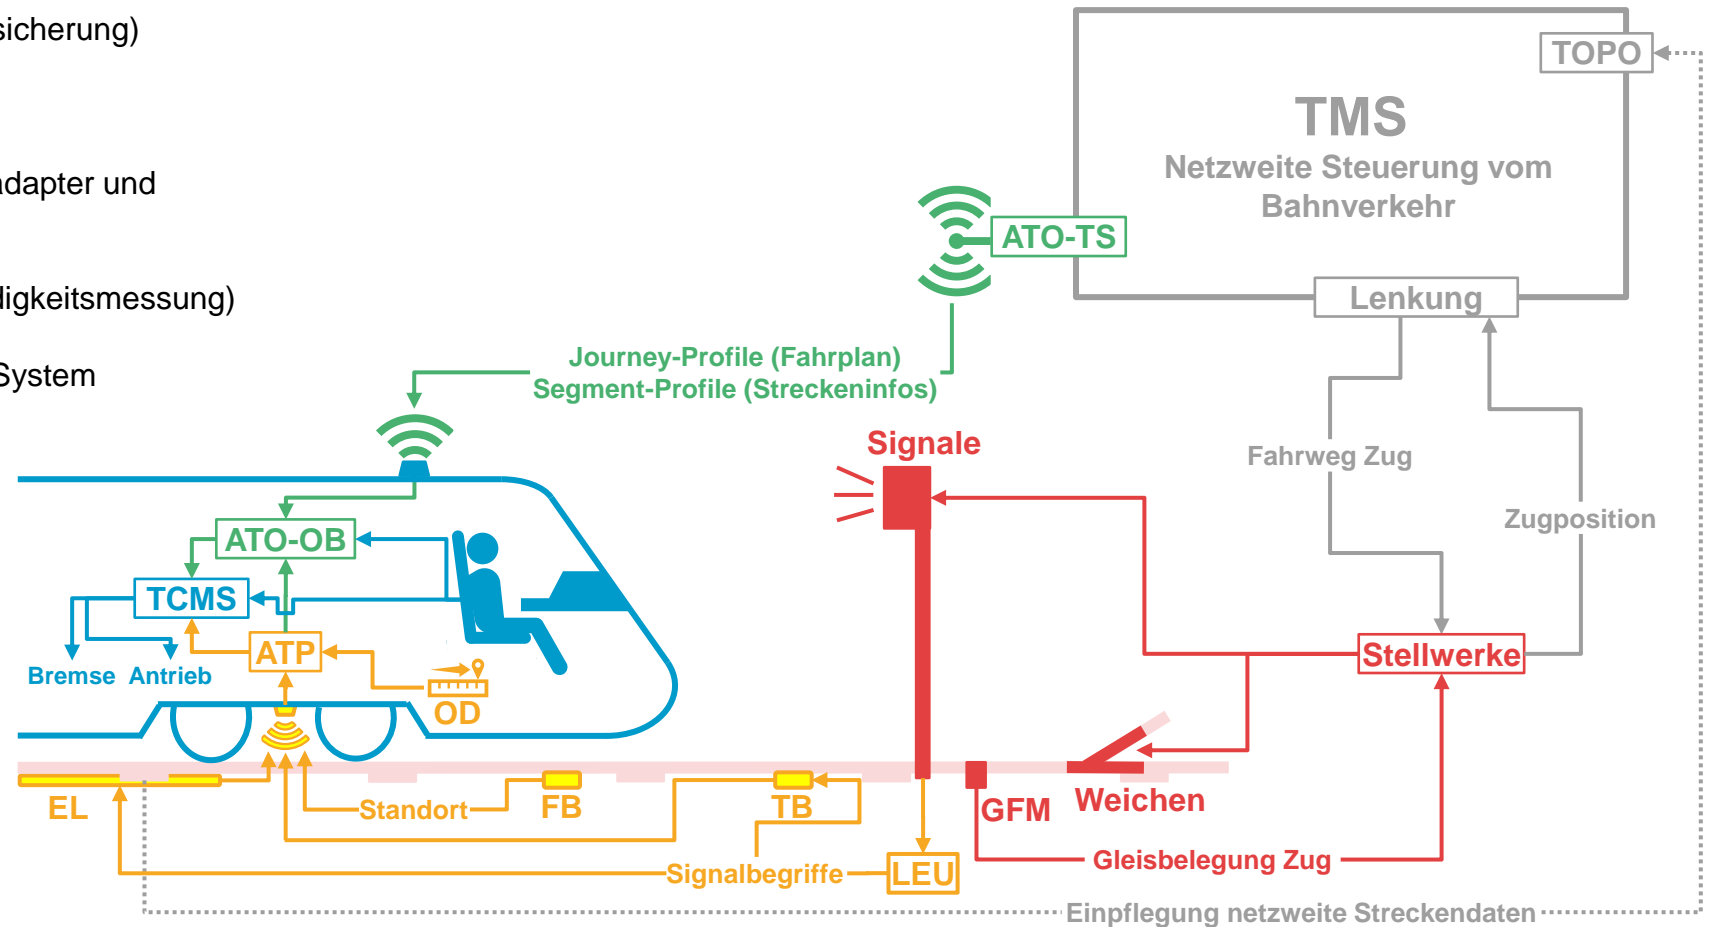 sicherung)
adapter und
digkeitsmessung)
System
TOPO
TMS
Netzweite Steuerung vom
Bahnverkehr
ATO-TS
Lenkung
Journey-Profile (Fahrplan)
Segment-Profile (Streckeninfos)
Signale
Fahrweg Zug
Zugposition
ATO-OB
TCMS
ATP
Stellwerke
Bremse Antrieb
OD
EL
Standort
FB
TB
GFM
Weichen
Gleisbelegung Zug
Signalbegriffe
LEU
Einpflegung netzweite Streckendaten